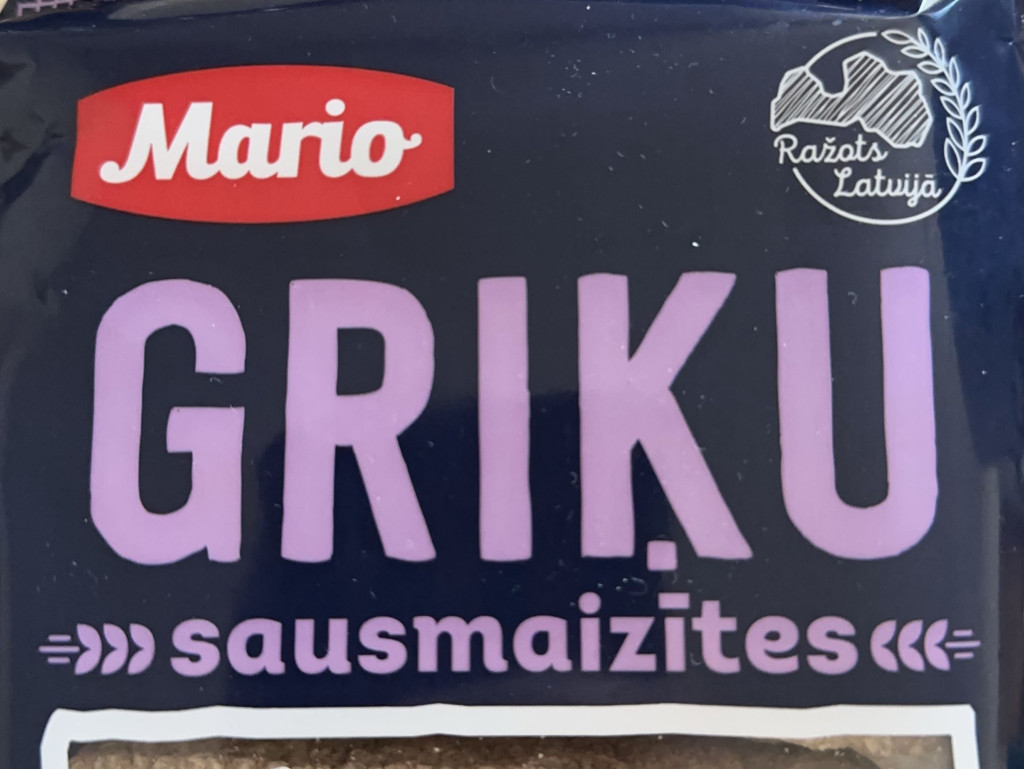 Mario
Ražots
Latvijā
GRIĶU
sausmaizītes